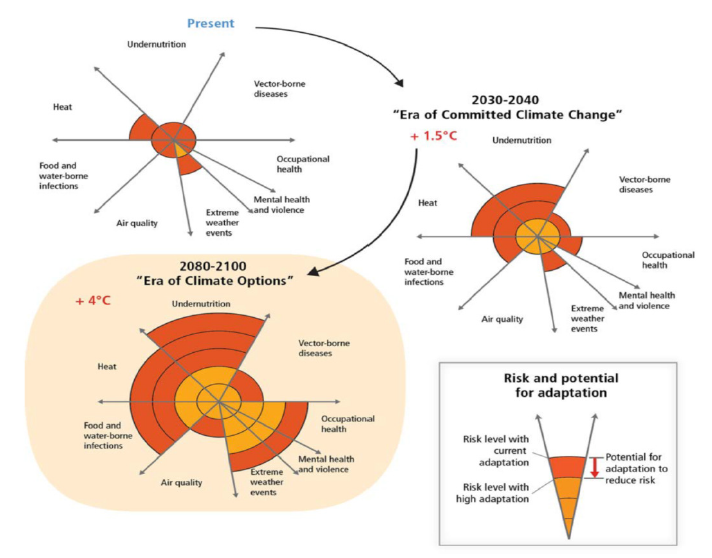 Present
Undernutrition
Vector-borne
diseases
Heat
Occupational
health
Food and
water-borne
infections
Mental health
and violence
Extreme
weather
events
Air quality
2030-2040
“Era of Committed Climate Change”
+ 1.5°C
Undernutrition
Vector-borne
diseases
Heat
Occupational
health
Food and
water-borne
infections
Mental health
and violence
Extreme
weather
events
Air quality
2080-2100
“Era of Climate Options”
+ 4°C
Undernutrition
Vector-borne
diseases
Heat
Occupational
health
Food and
water-borne
infections
Mental health
and violence
Extreme
weather
events
Air quality
Risk and potential
for adaptation
Risk level with
current
adaptation
Potential for
adaptation to
reduce risk
Risk level with
high adaptation